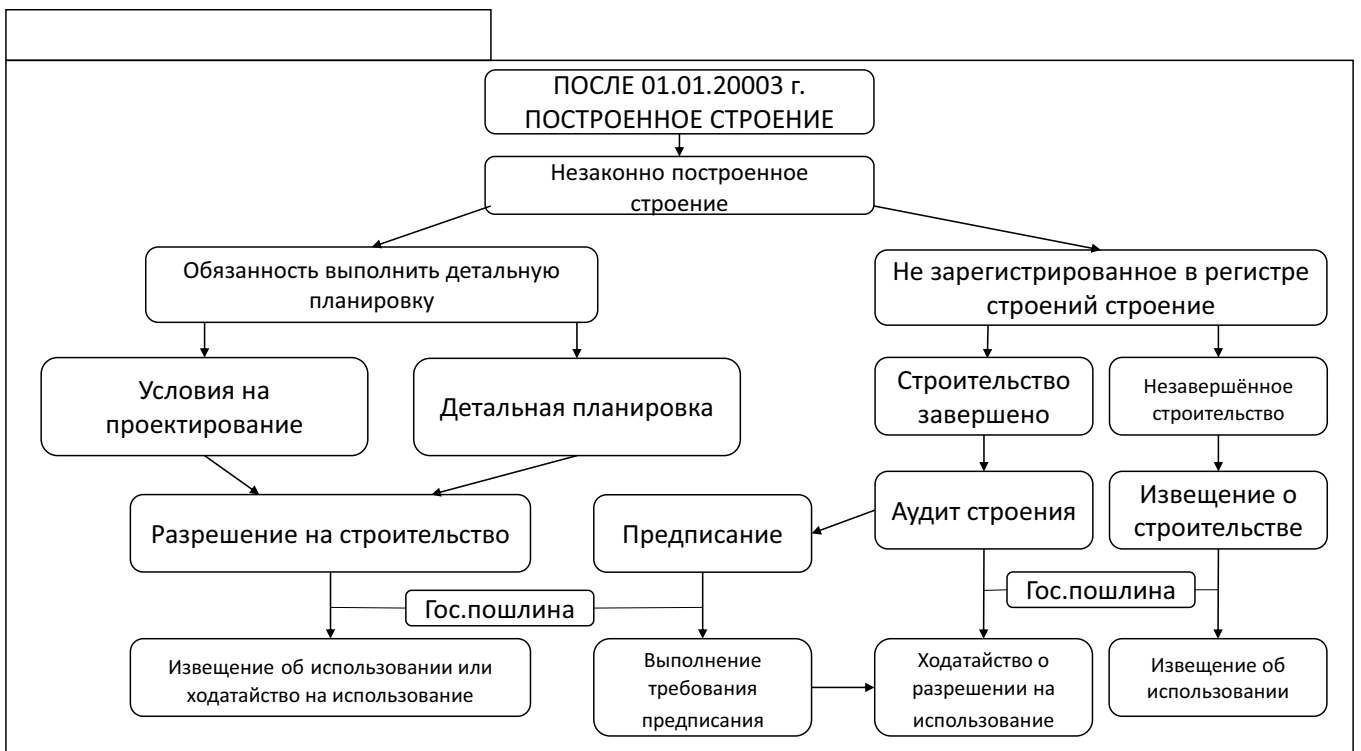 ПОСЛЕ 01.01.20003 г.
ПОСТРОЕННОЕ СТРОЕНИЕ
Незаконно построенное
строение
Обязанность выполнить детальную
планировку
Не зарегистрированное в регистре
строений строение
Условия на
проектирование
Детальная планировка
Строительство
завершено
Незавершённое
строительство
Разрешение на строительство
Предписание
Аудит строения
Извещение о
строительстве
Гос.пошлина
Гос.пошлина
Извещение об использовании или
ходатайство на использование
Выполнение
требования
предписания
Ходатайство о
разрешении на
использование
Извещение об
использовании